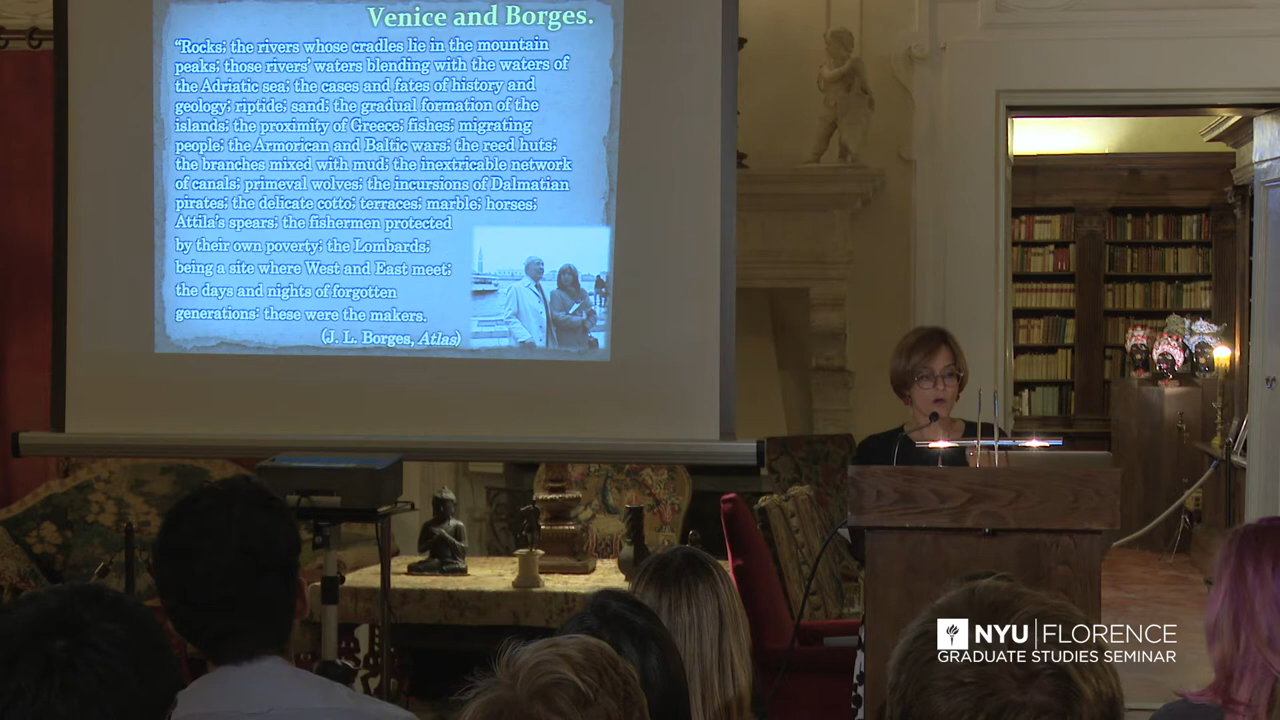 Venice and Borges.
“Rocks; the rivers whose cradles lie in the mountain
peaks; those rivers’ waters blending with the waters of
the Adriatic sea; the cases and fates of history and
geology; riptide; sand; the gradual formation of the
islands; the proximity of Greece; fishes; migrating
people; the Armorican and Baltic wars; the reed huts;
the branches mixed with mud; the inextricable network
of canals; primeval wolves; the incursions of Dalmatian
pirates; the delicate cotto; terraces; marble; horses;
Attila’s spears; the fishermen protected
by their own poverty; the Lombards;
being a site where West and East meet;
the days and nights of forgotten
generations: these were the makers.
(J. L. Borges, Atlas)
NYU FLORENCE
GRADUATE STUDIES SEMINAR